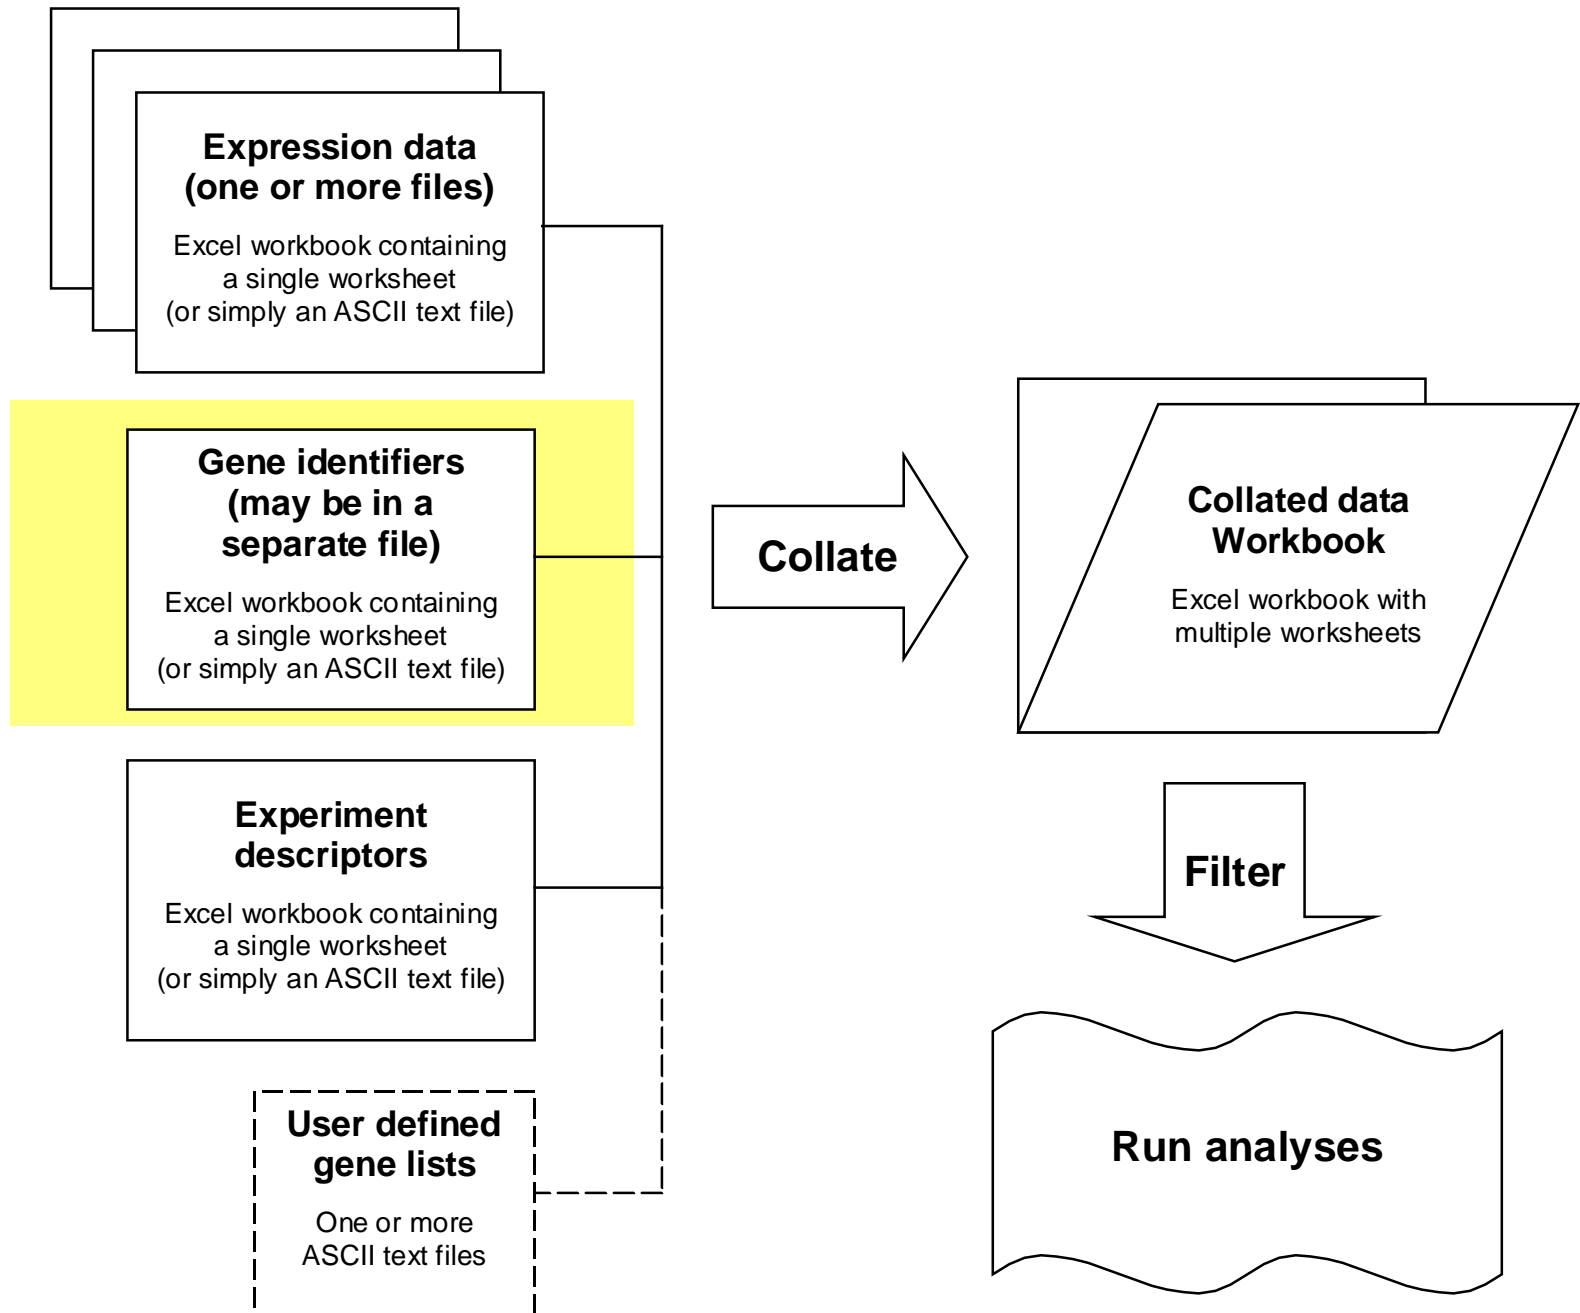 Expression data
(one or more files)
Excel workbook containing
a single worksheet
(or simply an ASCII text file)
Gene identifiers
(may be in a
separate file)
Excel workbook containing
a single worksheet
(or simply an ASCII text file)
Experiment
descriptors
Excel workbook containing
a single worksheet
(or simply an ASCII text file)
User defined
gene lists
One or more
ASCII text files
Collate
Collated data
Workbook
Excel workbook with
multiple worksheets
Filter
Run analyses